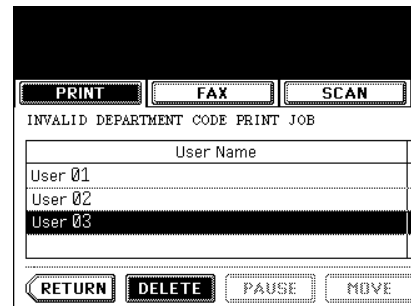 PRINT FAX SCAN
INVALID DEPARTMENT CODE PRINT JOB
User Name
User 01
User 02
User 03
RETURN DELETE PAUSE MOVE